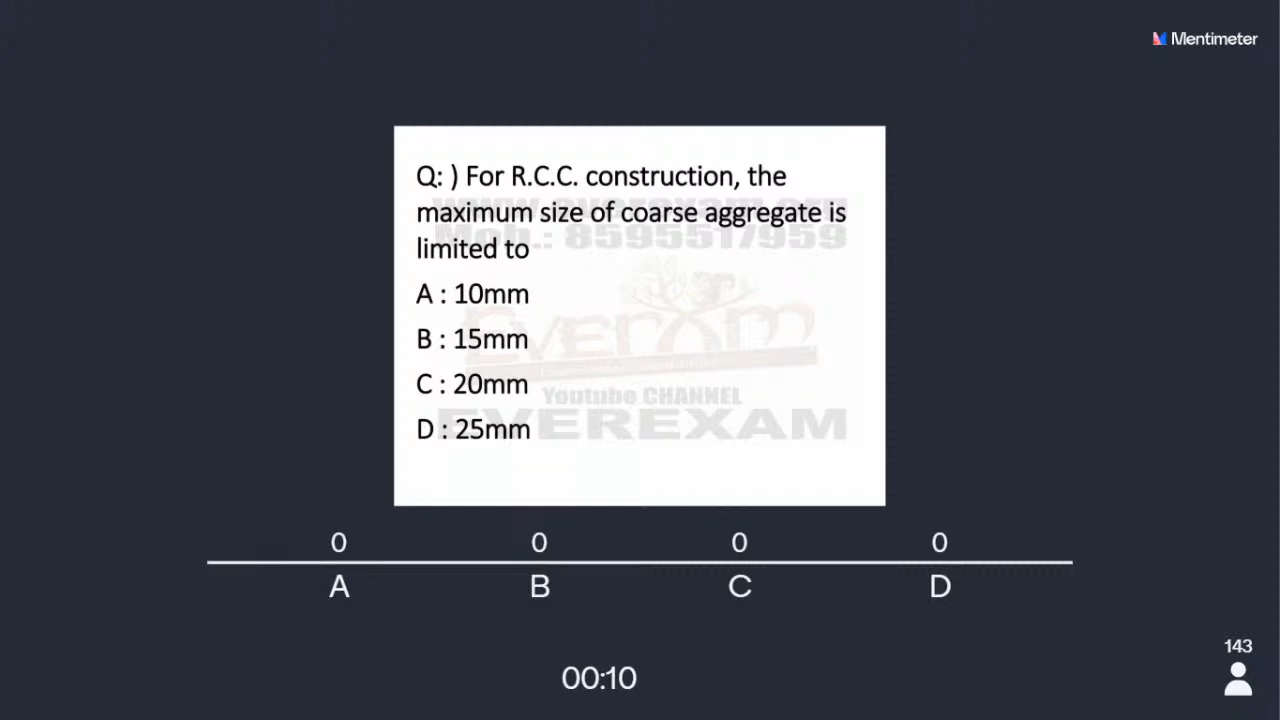 Mentimeter
Q: ) For R.C.C. construction, the
maximum size of coarse aggregate is
limited to
A : 10mm
B : 15mm
C : 20mm
D : 25mm
Mob.: 8595517959
EVEREXAM
Youtube CHANNEL
EVEREXAM
0 0 0 0
A B C D
00:10
143